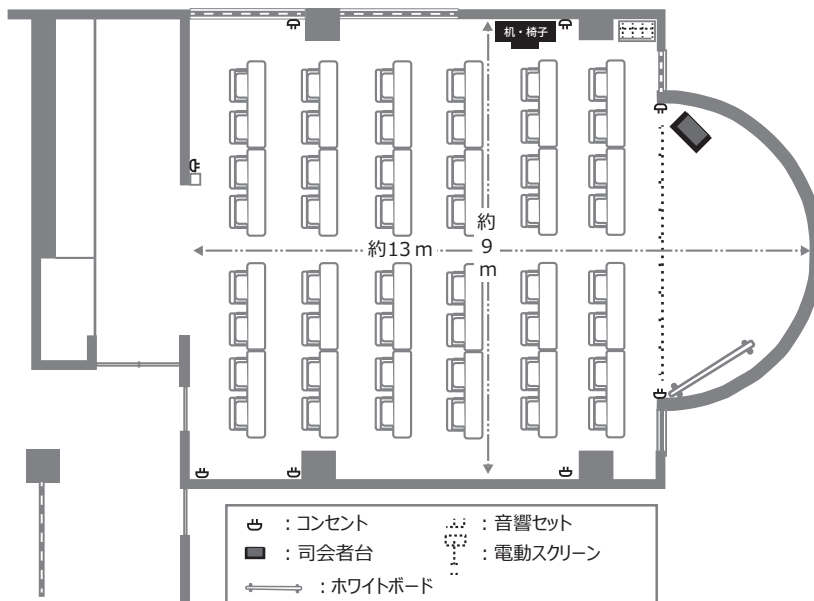 机・椅子
約13ｍ
約
9
ｍ
：コンセント
：音響セット
：司会者台
：電動スクリーン
：ホワイトボード